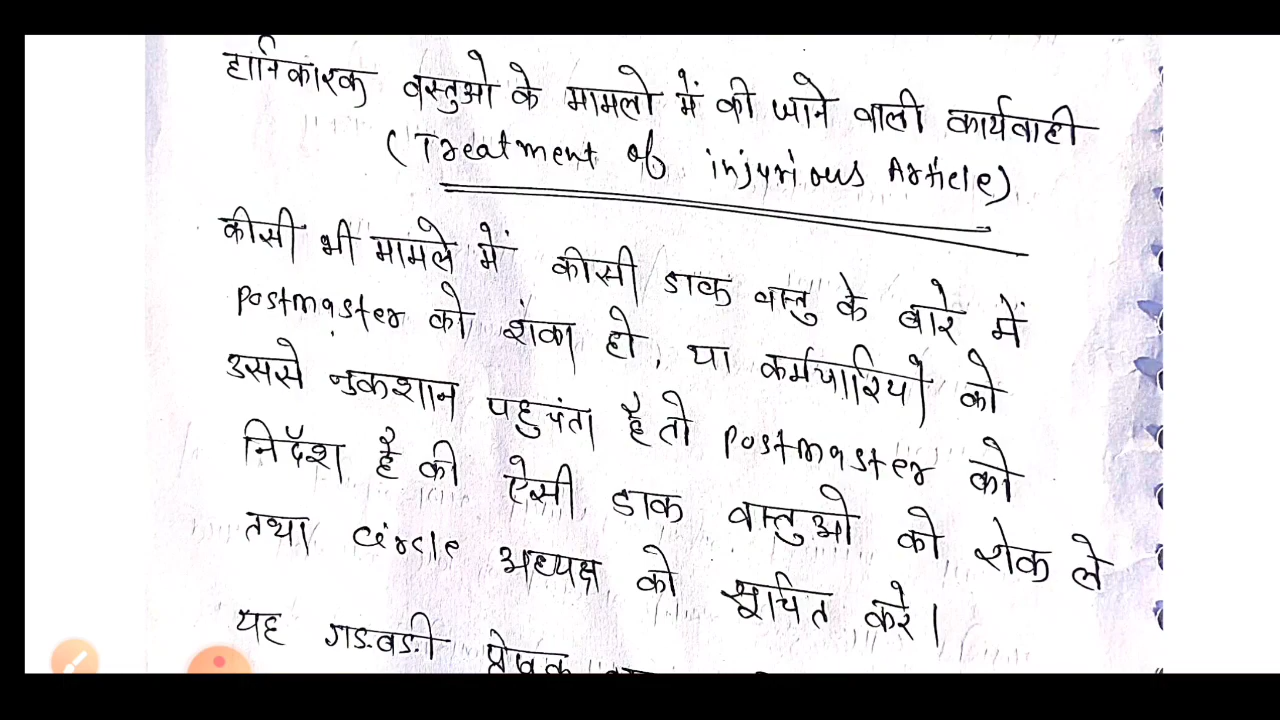 हानिकारक वस्तुओ के मामलो में की जाने वाली कार्यवाही
(Treatment of injurious Article)
कीसी भी मामले में कीसी डाक वस्तु के बारे में
Postmaster को शंका हो, या कर्मचारियो को
उससे नुकशान पहुचंता है तो Postmaster को
निर्देश है की ऐसी डाक वस्तुओ को रोक ले
तथा Circle अध्यक्ष को सूचित करे।
यह गड.बड.ी प्रेषक